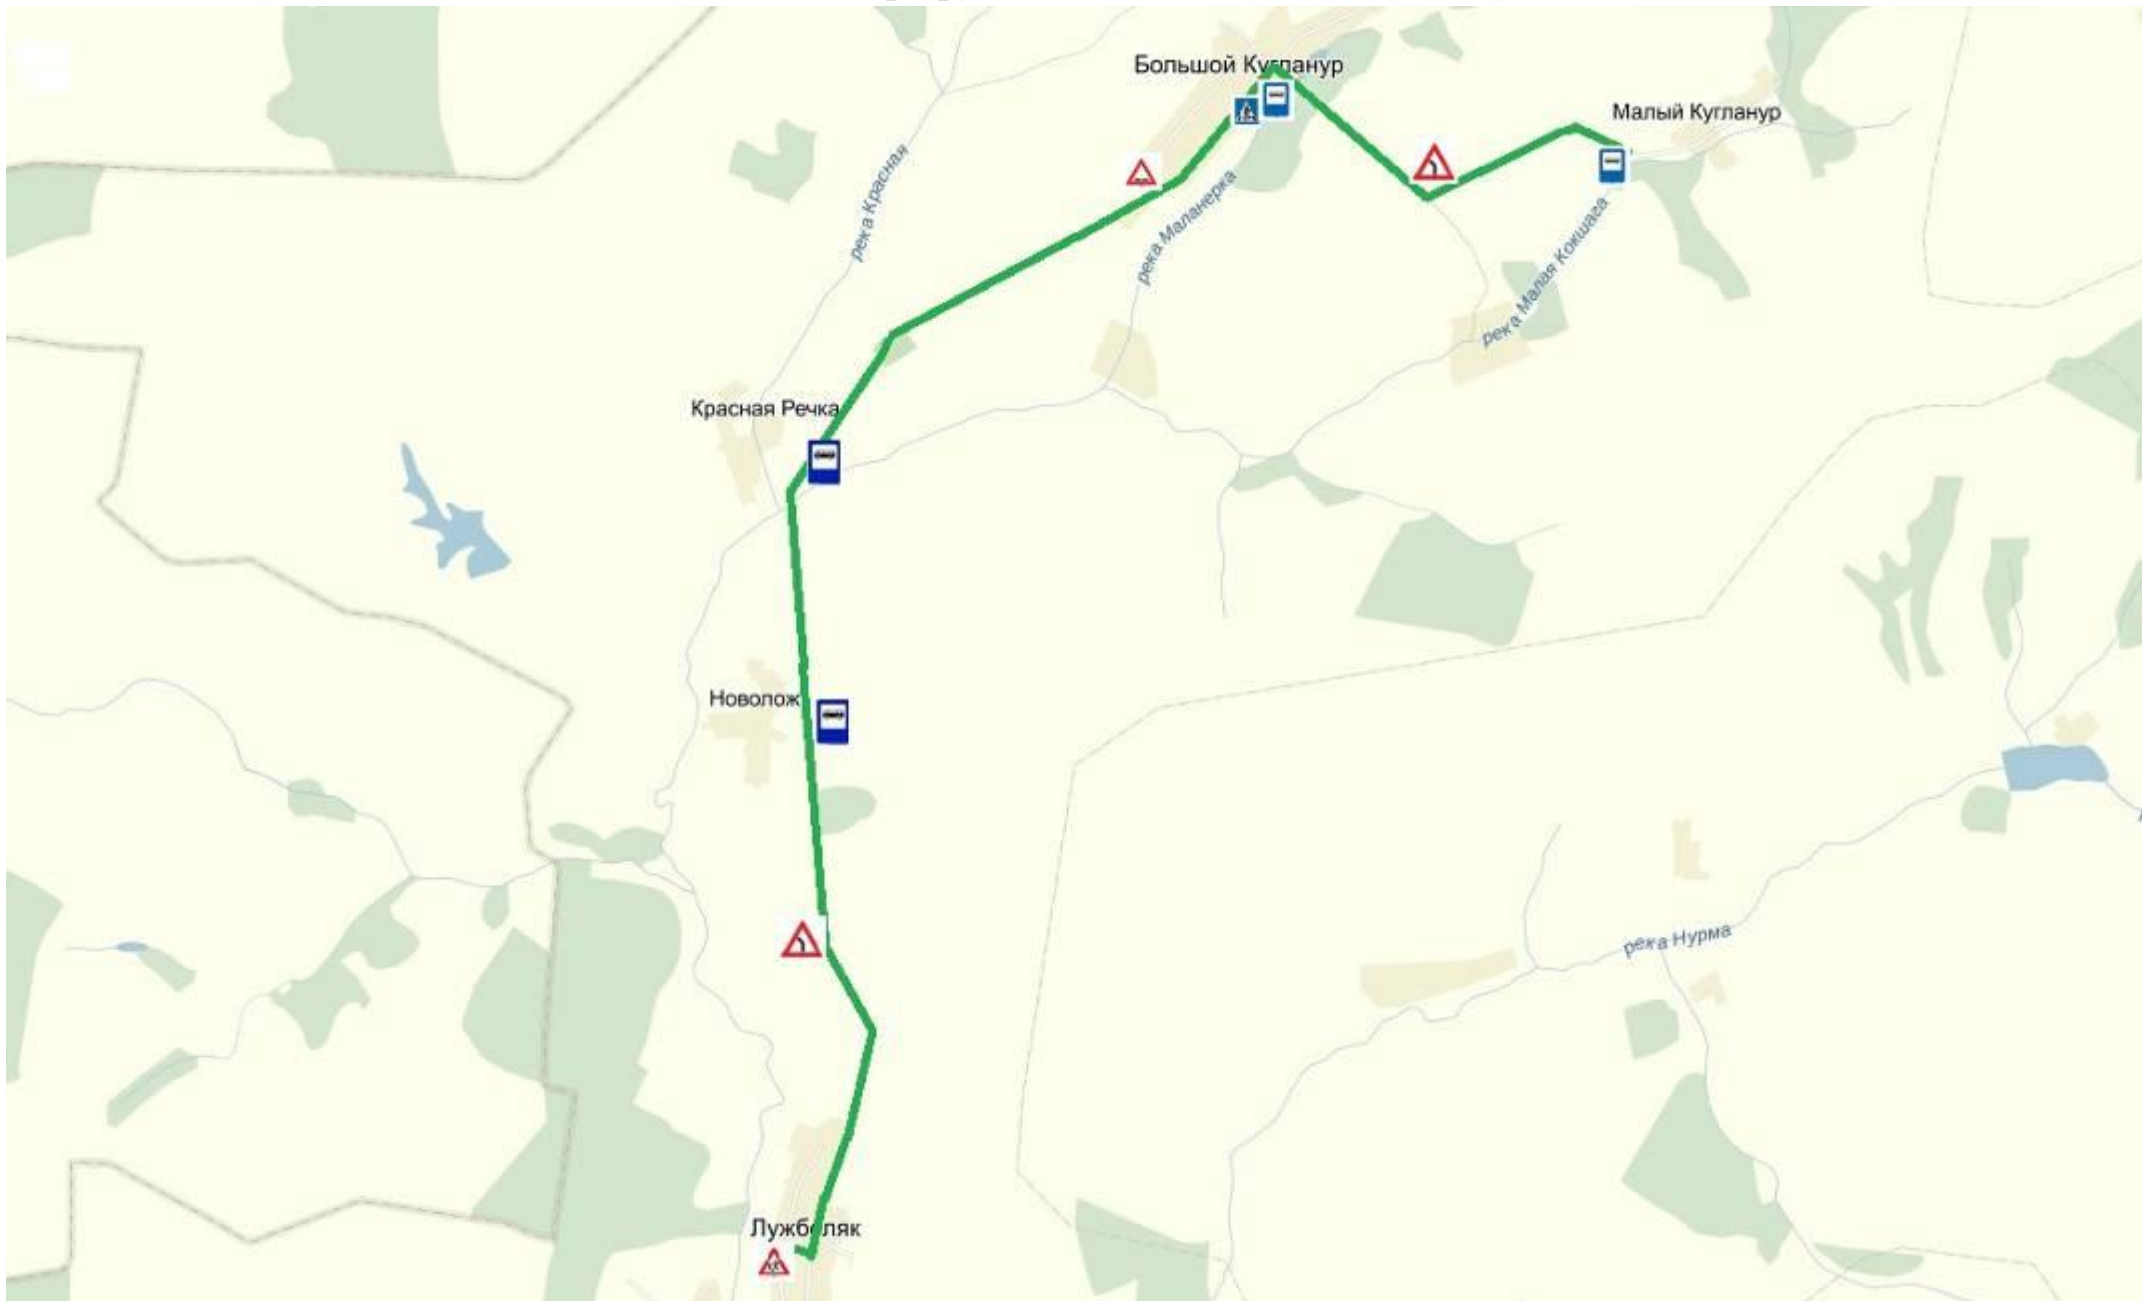 Большой Кугланур
Малый Кугланур
река Красная
река Маланерка
река Малая Кокшага
Красная Речка
Новолож
река Нурма
Лужбеляк